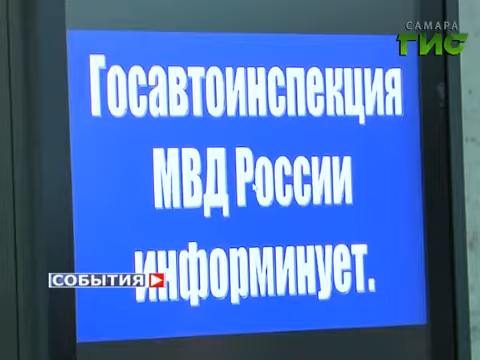 САМАРА
ГИС
Госавтоинспекция
МВД России
информинует.
СОБЫТИЯ